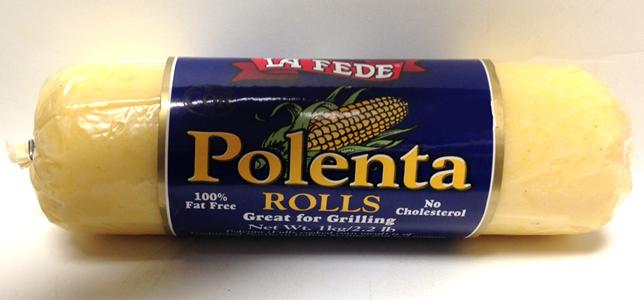 LA FEDE
Polenta
ROLLS
100%
Fat Free
No
Cholesterol
Great for Grilling
Net Wt. 1kg/2.2 lb